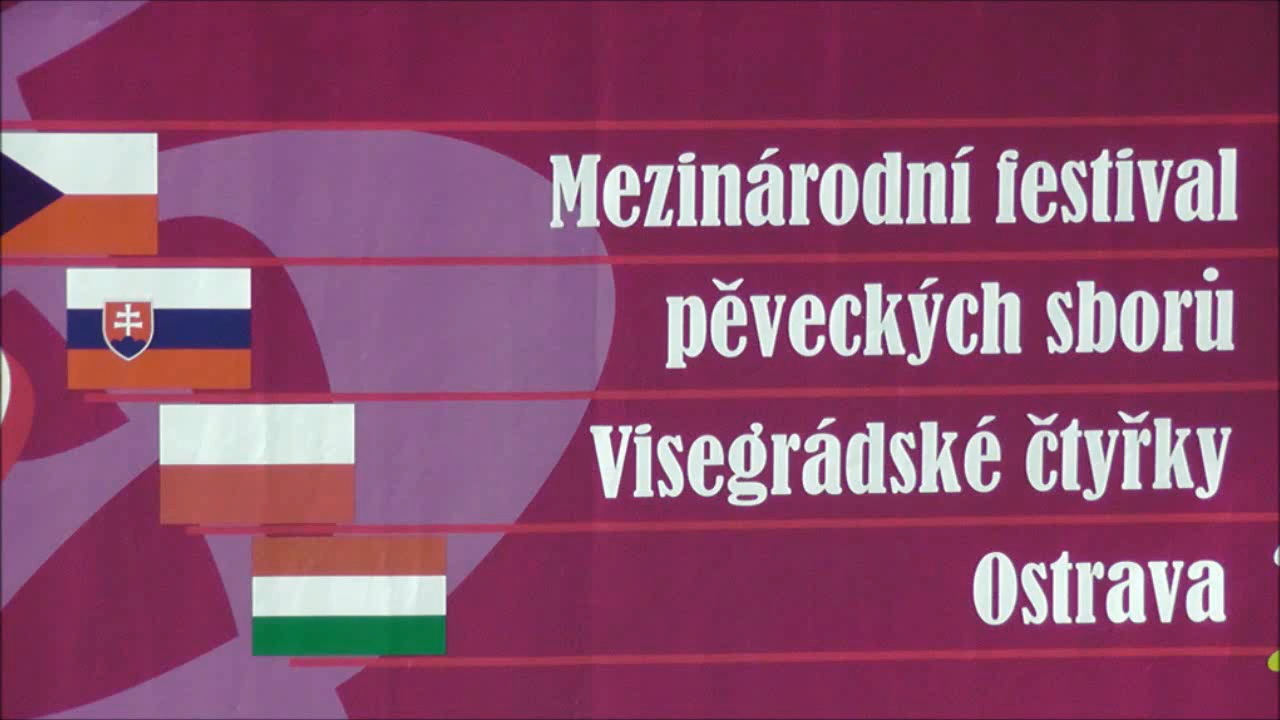 Mezinárodní festival
pěveckých sborů
Visegrádské čtyřky
Ostrava